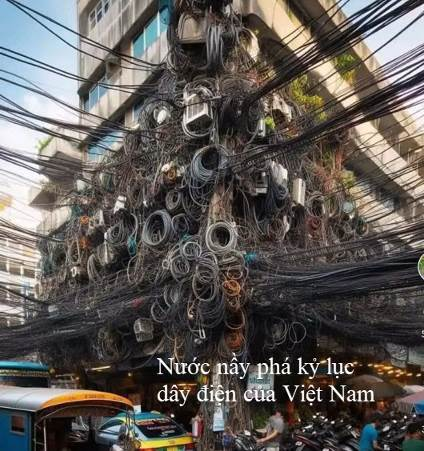 Nước nầy phá kỷ lục
dây điện của Việt Nam